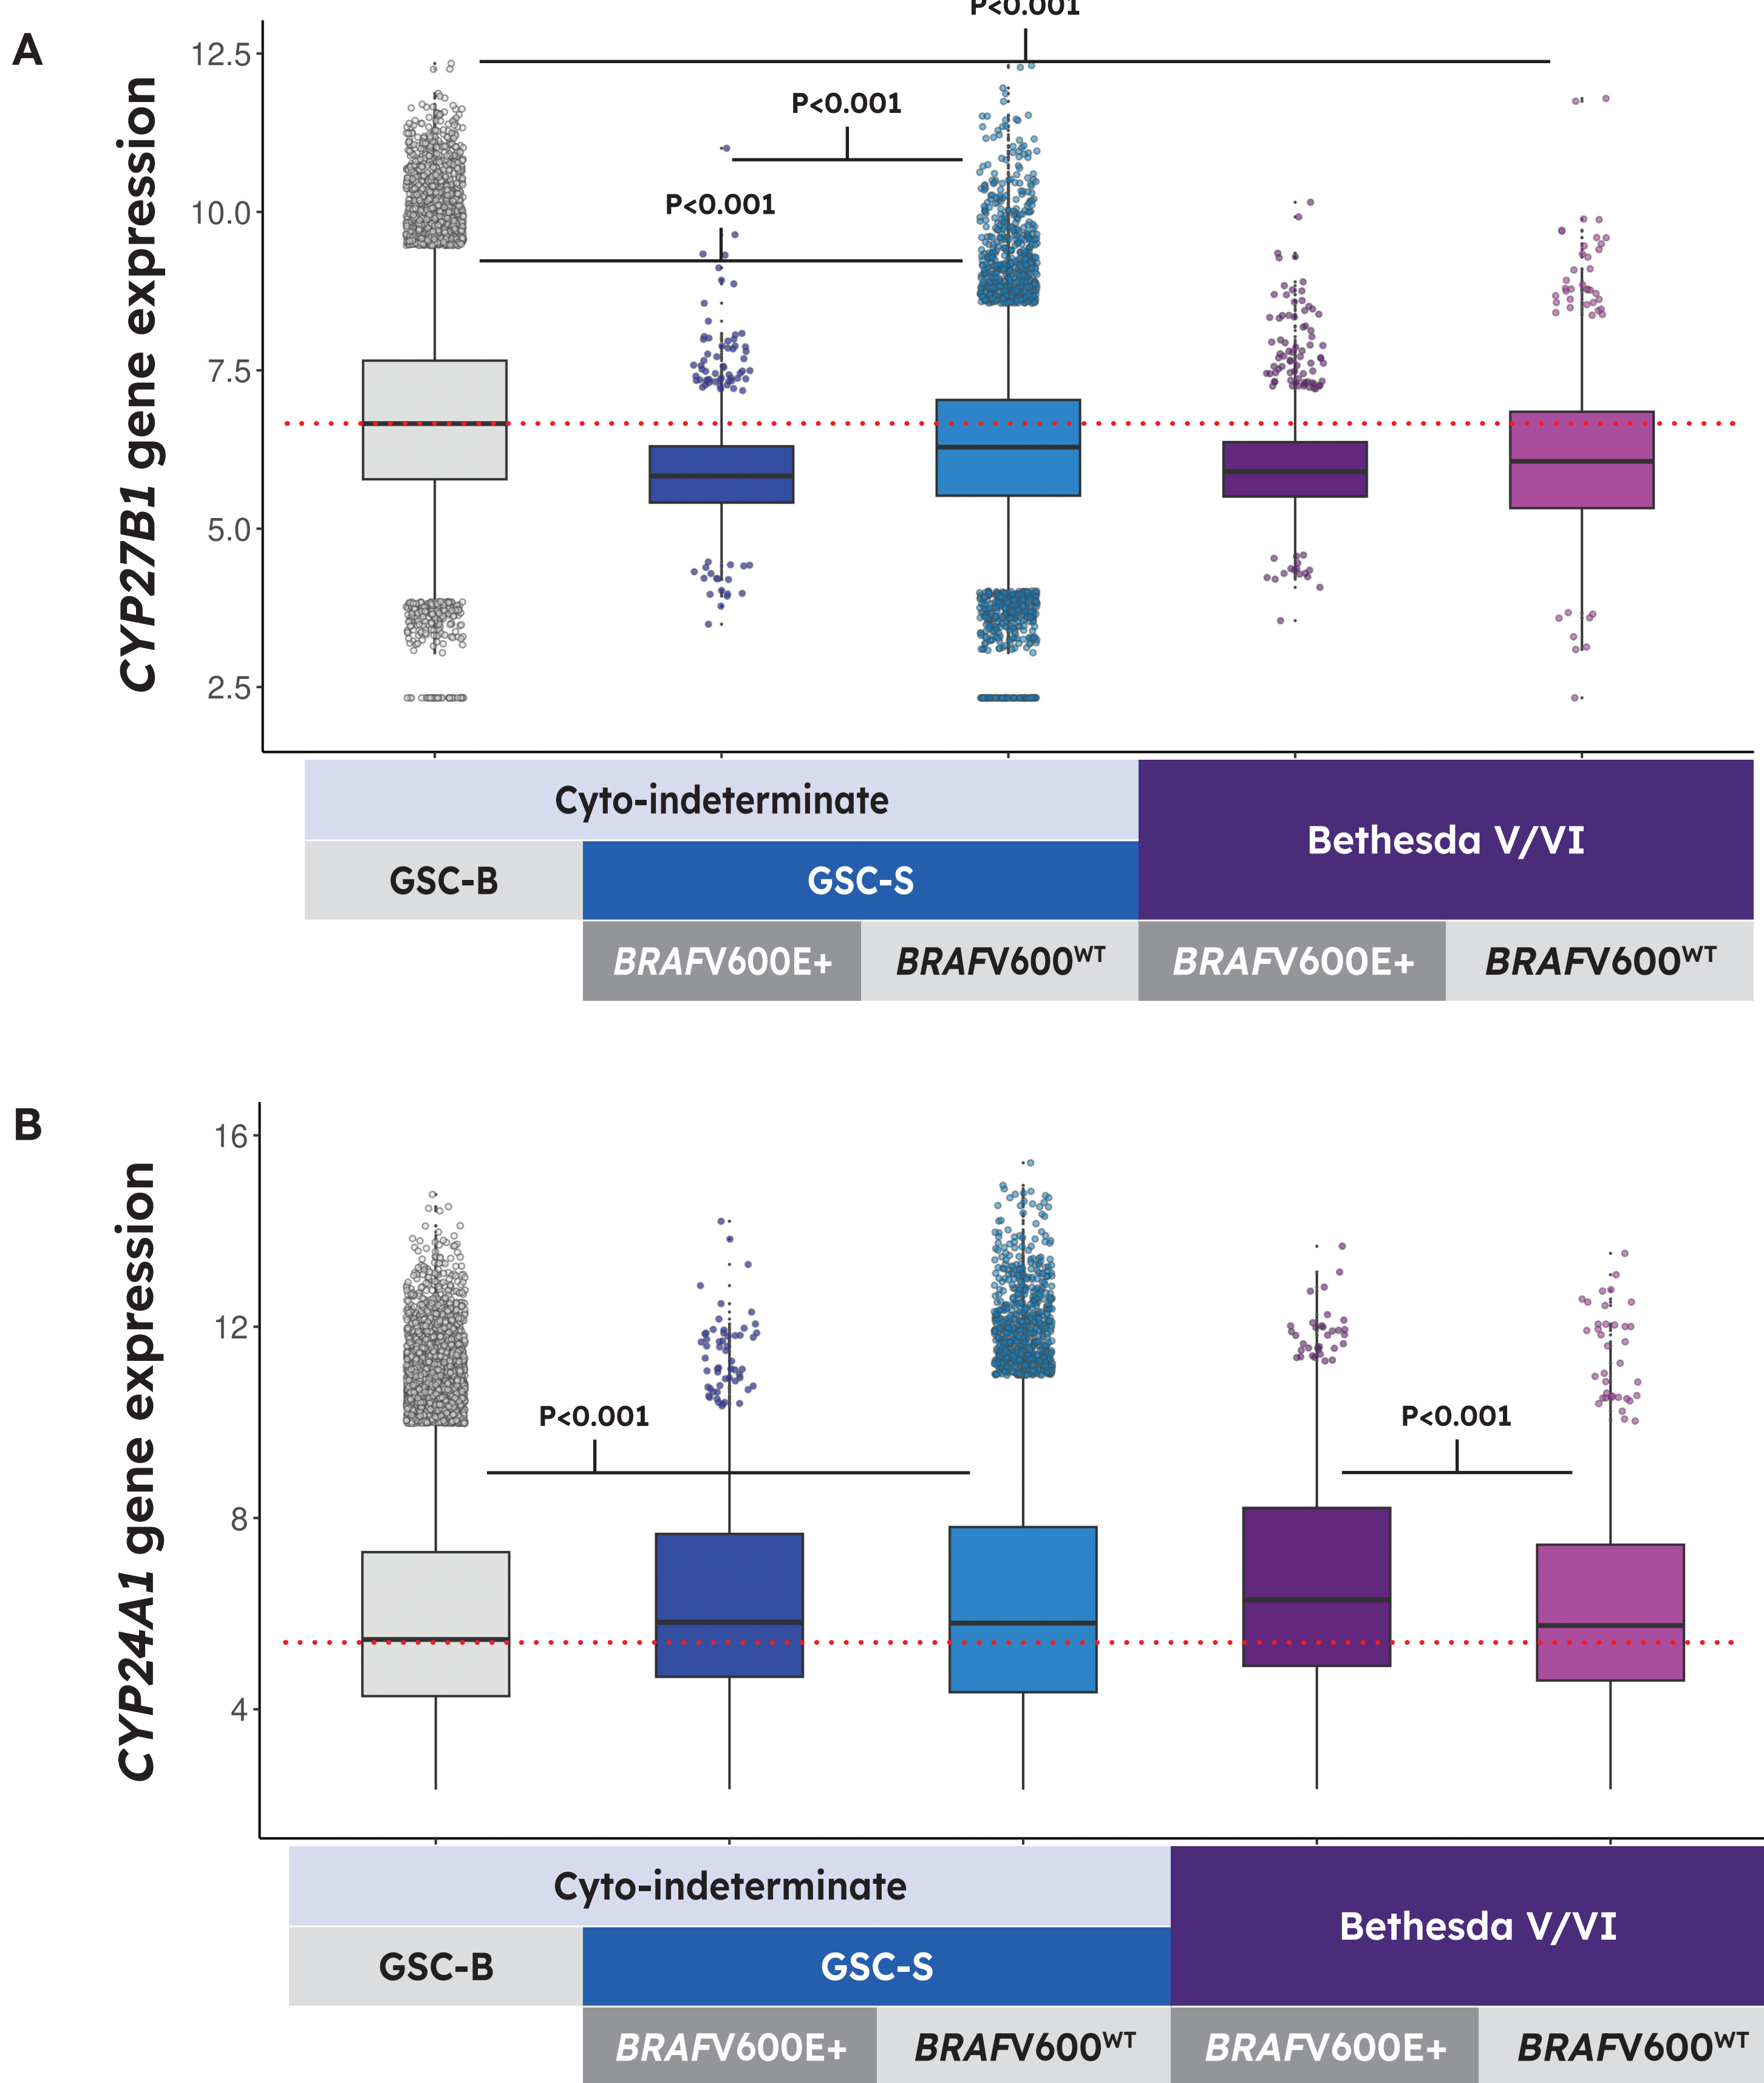 A
P<0.001
12.5
P<0.001
10.0
P<0.001
7.5
5.0
2.5
CYP27B1 gene expression
Cyto-indeterminate
Bethesda V/VI
GSC-B
GSC-S
BRAFV600E+
BRAFV600WT
BRAFV600E+
BRAFV600WT
B
16
12
P<0.001
P<0.001
8
4
CYP24A1 gene expression
Cyto-indeterminate
Bethesda V/VI
GSC-B
GSC-S
BRAFV600E+
BRAFV600WT
BRAFV600E+
BRAFV600WT